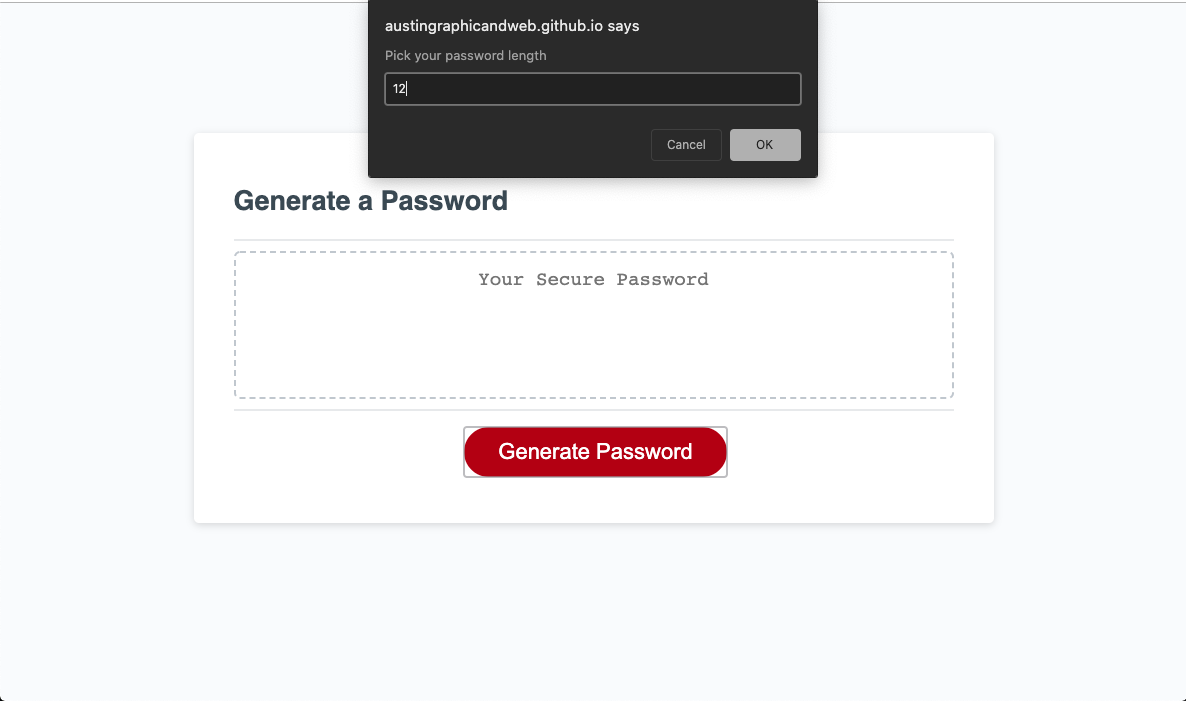 austingraphicandweb.github.io says
Pick your password length
12
Cancel
OK
Generate a Password
Your Secure Password
Generate Password